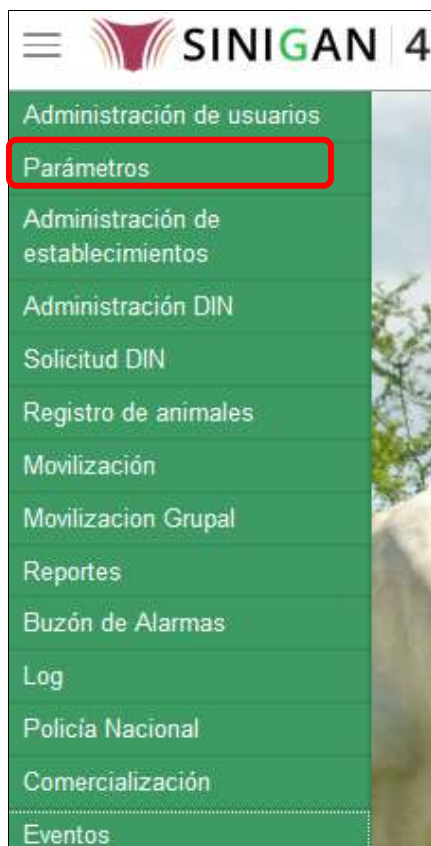 SINIGAN 4
Administración de usuarios
Parámetros
Administración de
establecimientos
Administración DIN
Solicitud DIN
Registro de animales
Movilización
Movilizacion Grupal
Reportes
Buzón de Alarmas
Log
Policía Nacional
Comercialización
Eventos